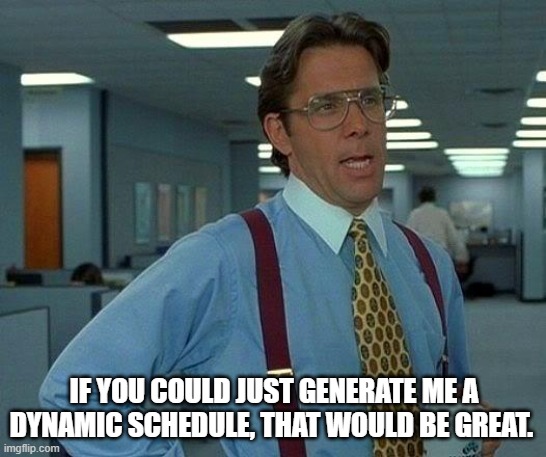 IF YOU COULD JUST GENERATE ME A
DYNAMIC SCHEDULE, THAT WOULD BE GREAT.
imgflip.com